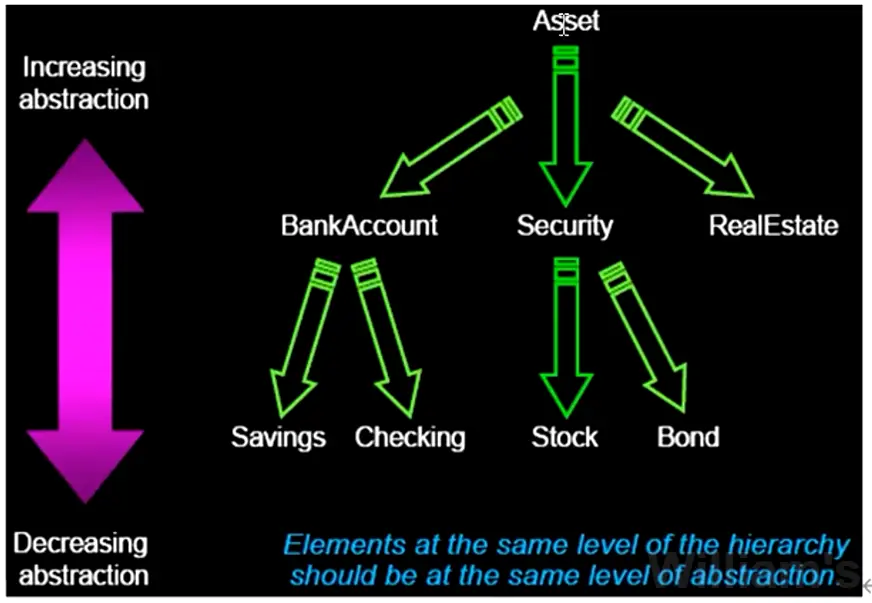 Asset
Increasing
abstraction
BankAccount
Security
RealEstate
Savings
Checking
Stock
Bond
Decreasing
abstraction
Elements at the same level of the hierarchy
should be at the same level of abstraction.
William's